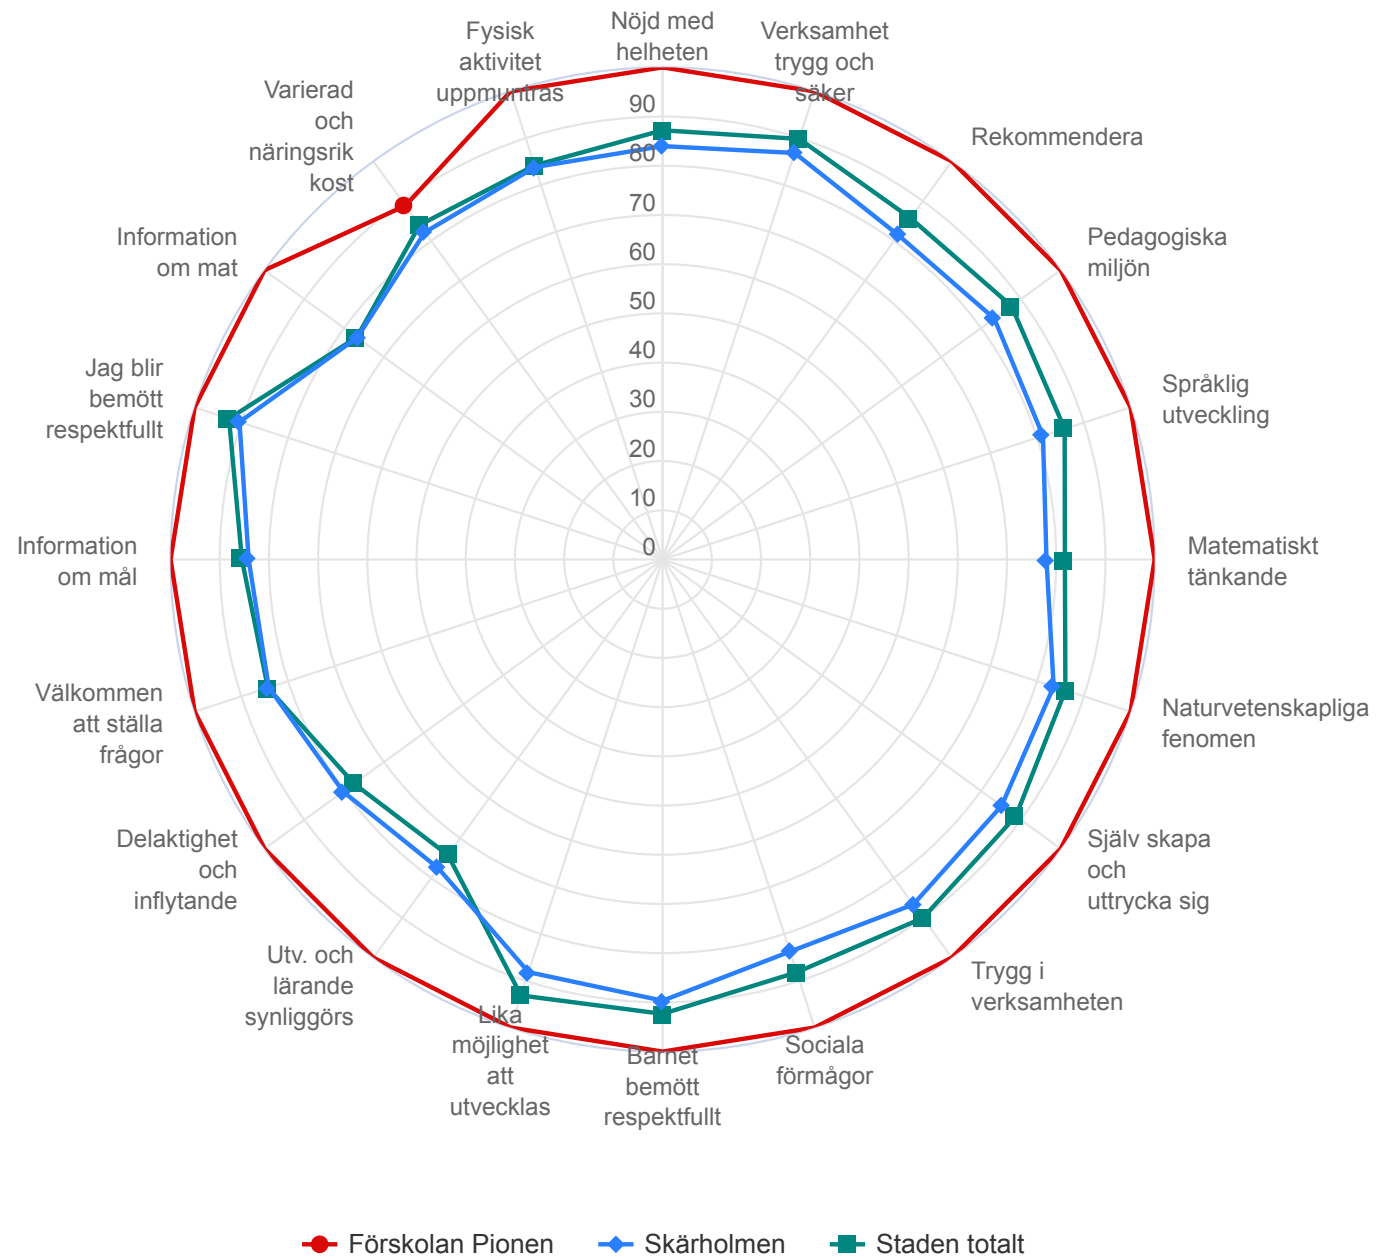 Nöjd med
helheten
Verksamhet
trygg och
säker
Rekommendera
Pedagogiska
miljön
Språklig
utveckling
Matematiskt
tänkande
Naturvetenskapliga
fenomen
Själv skapa
och
uttrycka sig
Trygg i
verksamheten
Sociala
förmågor
Barnet
bemött
respektfullt
Lika
möjlighet
att
utvecklas
Utv. och
lärande
synliggörs
Delaktighet
och
inflytande
Välkommen
att ställa
frågor
Information
om mål
Jag blir
bemött
respektfullt
Information
om mat
Varierad
och
näringsrik
kost
Fysisk
aktivitet
uppmuntras
90
80
70
60
50
40
30
20
10
0
Förskolan Pionen
Skärholmen
Staden totalt